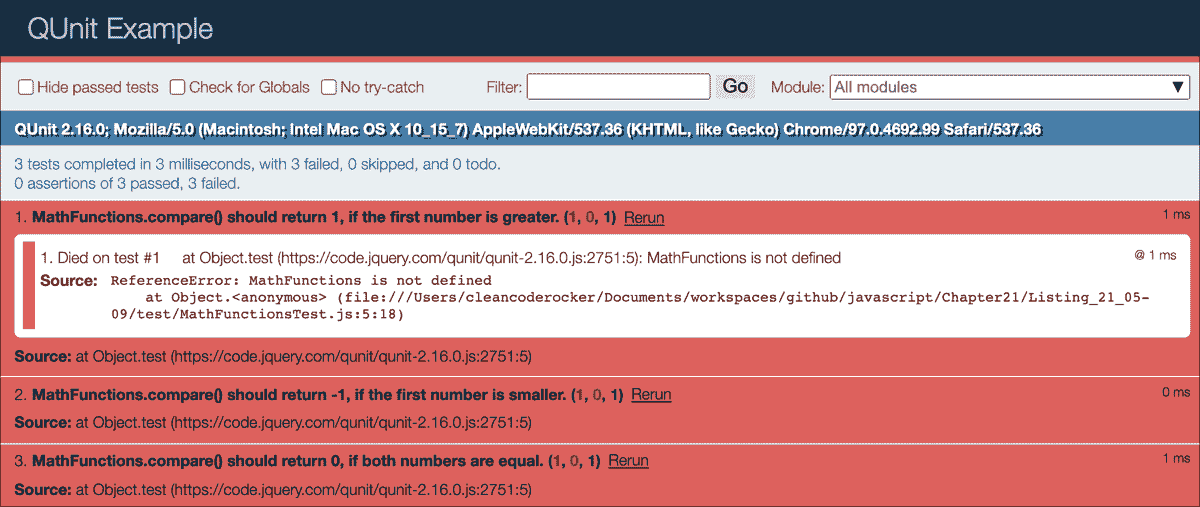 QUnit Example
Hide passed tests Check for Globals No try-catch Filter: Go Module: All modules
QUnit 2.16.0; Mozilla/5.0 (Macintosh; Intel Mac OS X 10_15_7) AppleWebKit/537.36 (KHTML, like Gecko) Chrome/97.0.4692.99 Safari/537.36
3 tests completed in 3 milliseconds, with 3 failed, 0 skipped, and 0 todo.
0 assertions of 3 passed, 3 failed.
1. MathFunctions.compare() should return 1, if the first number is greater. (1, 0, 1) Rerun 1 ms
1. Died on test #1 at Object.test (https://code.jquery.com/qunit/qunit-2.16.0.js:2751:5): MathFunctions is not defined @ 1 ms
Source: ReferenceError: MathFunctions is not defined
at Object.<anonymous> (file:///Users/cleancoderocker/Documents/workspaces/github/javascript/Chapter21/Listing_21_05-
09/test/MathFunctionsTest.js:5:18)
Source: at Object.test (https://code.jquery.com/qunit/qunit-2.16.0.js:2751:5)
2. MathFunctions.compare() should return -1, if the first number is smaller. (1, 0, 1) Rerun 0 ms
Source: at Object.test (https://code.jquery.com/qunit/qunit-2.16.0.js:2751:5)
3. MathFunctions.compare() should return 0, if both numbers are equal. (1, 0, 1) Rerun 1 ms
Source: at Object.test (https://code.jquery.com/qunit/qunit-2.16.0.js:2751:5)